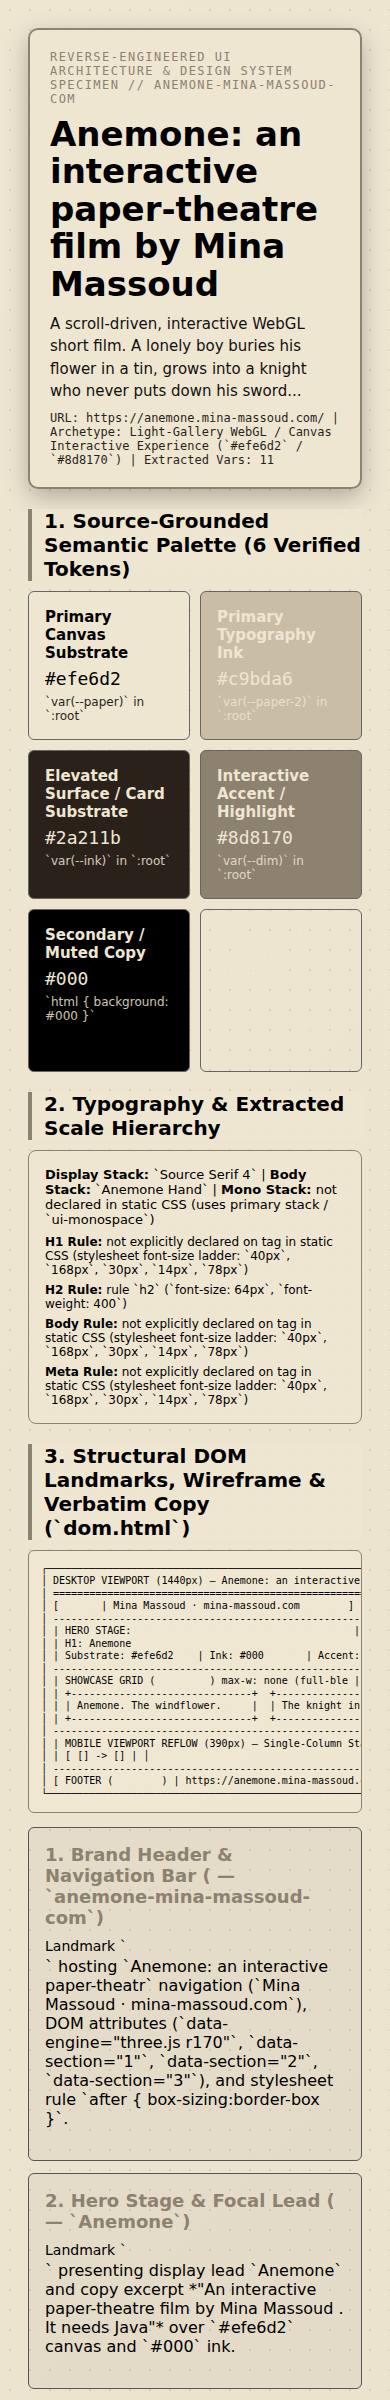 REVERSE-ENGINEERED UI
ARCHITECTURE & DESIGN SYSTEM
SPECIMEN // ANEMONE-MINA-MASSOUD-
COM
Anemone: an
interactive
paper-theatre
film by Mina
Massoud
A scroll-driven, interactive WebGL
short film. A lonely boy buries his
flower in a tin, grows into a knight
who never puts down his sword...
URL: https://anemone.mina-massoud.com/ |
Archetype: Light-Gallery WebGL / Canvas
Interactive Experience (`#efe6d2` /
`#8d8170`) | Extracted Vars: 11
1. Source-Grounded
Semantic Palette (6 Verified
Tokens)
Primary
Canvas
Substrate
#efe6d2
`var(--paper)` in
`:root`
Primary
Typography
Ink
#c9bda6
`var(--paper-2)` in
`:root`
Elevated
Surface / Card
Substrate
#2a211b
`var(--ink)` in `:root`
Interactive
Accent /
Highlight
#8d8170
`var(--dim)` in
`:root`
Secondary /
Muted Copy
#000
`html { background:
#000 }`
2. Typography & Extracted
Scale Hierarchy
Display Stack: `Source Serif 4` | Body
Stack: `Anemone Hand` | Mono Stack: not
declared in static CSS (uses primary stack /
`ui-monospace`)
H1 Rule: not explicitly declared on tag in static
CSS (stylesheet font-size ladder: `40px`,
`168px`, `30px`, `14px`, `78px`)
H2 Rule: rule `h2` (`font-size: 64px`, `font-
weight: 400`)
Body Rule: not explicitly declared on tag in
static CSS (stylesheet font-size ladder: `40px`,
`168px`, `30px`, `14px`, `78px`)
Meta Rule: not explicitly declared on tag in
static CSS (stylesheet font-size ladder: `40px`,
`168px`, `30px`, `14px`, `78px`)
3. Structural DOM
Landmarks, Wireframe &
Verbatim Copy
(`dom.html`)
DESKTOP VIEWPORT (1440px) — Anemone: an interactive
====================================================
[ | Mina Massoud · mina-massoud.com ]
----------------------------------------------------
| HERO STAGE: |
| H1: Anemone
| Substrate: #efe6d2 | Ink: #000 | Accent:
----------------------------------------------------
| SHOWCASE GRID ( ) max-w: none (full-ble |
| +------------------------------+ +--------------
| | Anemone. The windflower. | | The knight in
| +------------------------------+ +--------------
----------------------------------------------------
| MOBILE VIEWPORT REFLOW (390px) — Single-Column St
| [ [] -> [] | |
----------------------------------------------------
[ FOOTER ( ) | https://anemone.mina-massoud.
1. Brand Header &
Navigation Bar ( —
`anemone-mina-massoud-
com`)
Landmark `
` hosting `Anemone: an interactive
paper-theatr` navigation (`Mina
Massoud · mina-massoud.com`),
DOM attributes (`data-
engine="three.js r170"`, `data-
section="1"`, `data-section="2"`,
`data-section="3"`), and stylesheet
rule `after { box-sizing:border-box
}`.
2. Hero Stage & Focal Lead (
— `Anemone`)
Landmark `
` presenting display lead `Anemone`
and copy excerpt *"An interactive
paper-theatre film by Mina Massoud .
It needs Java"* over `#efe6d2`
canvas and `#000` ink.